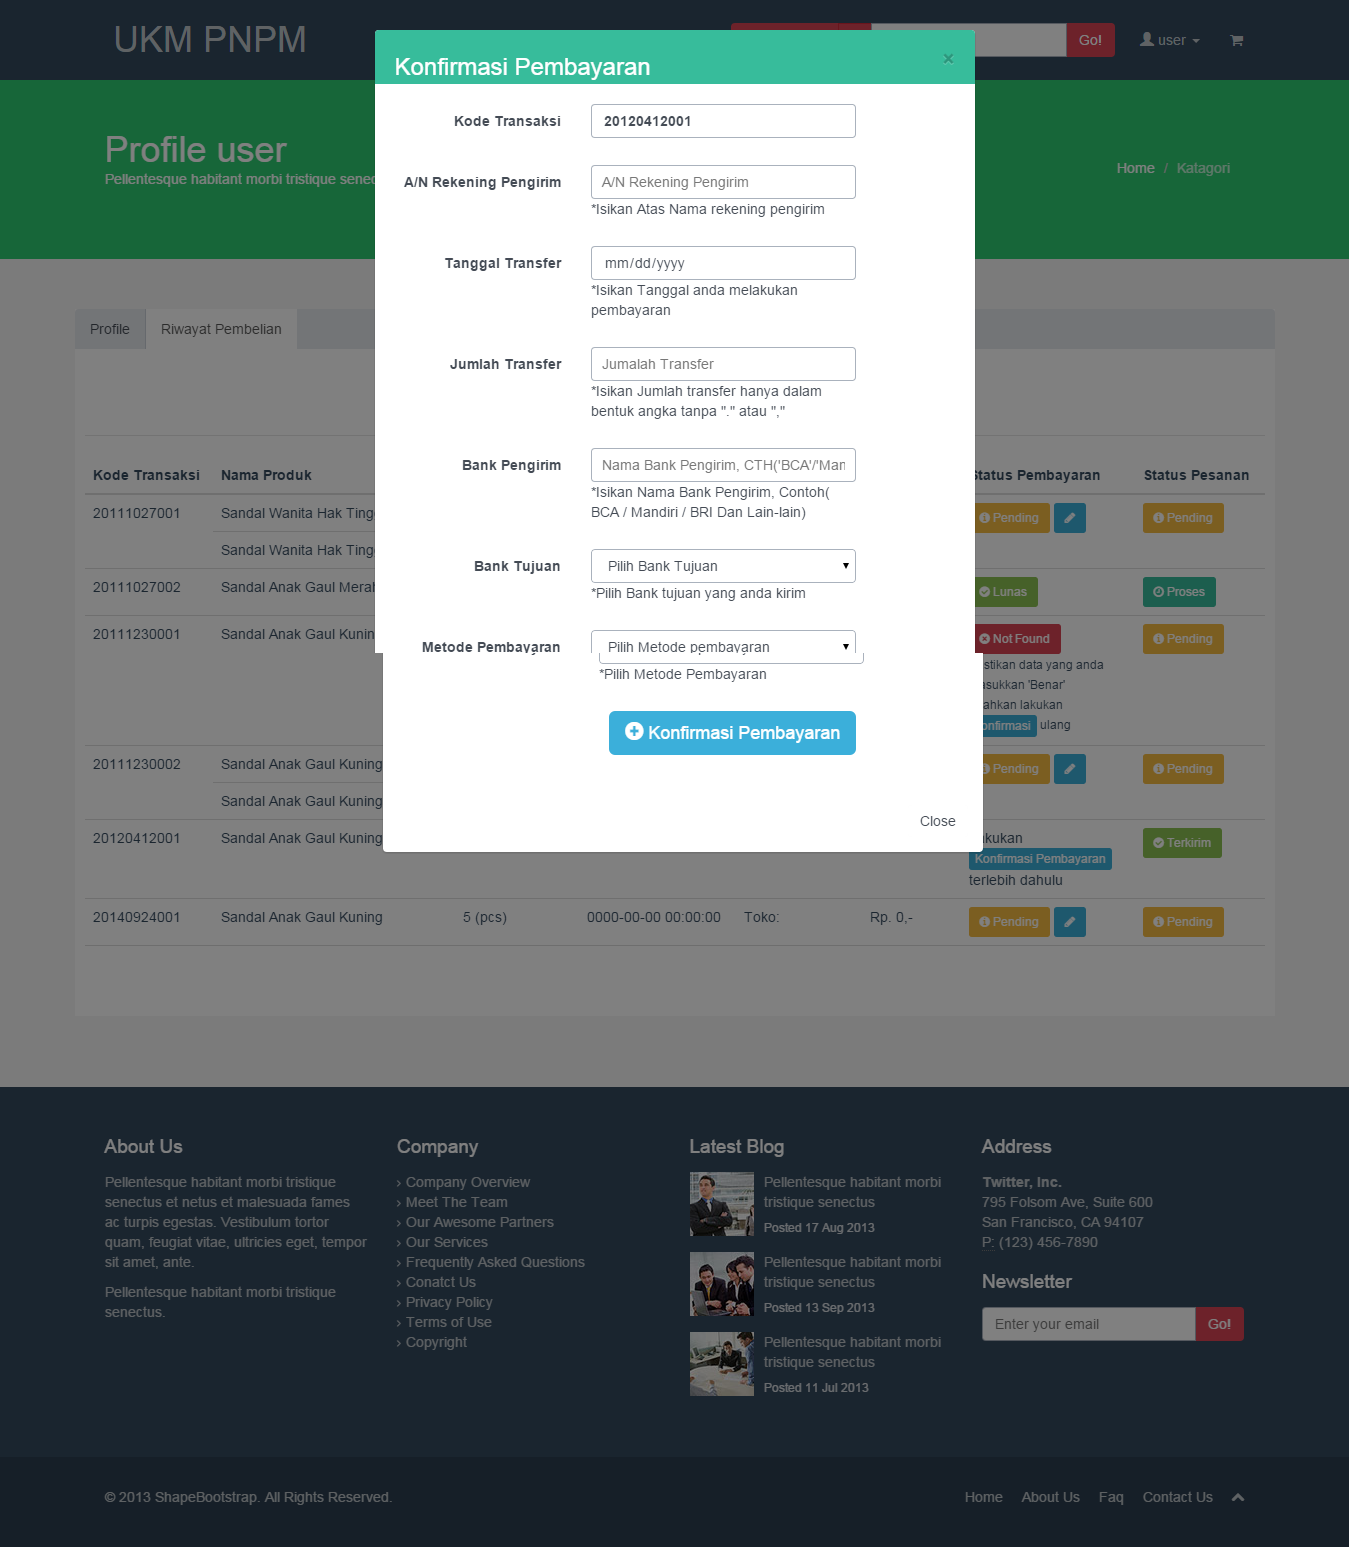 UKM PNPM
Go!
user
Konfirmasi Pembayaran
×
Profile user
Pellentesque habitant morbi tristique senec
Home / Katagori
Kode Transaksi
20120412001
A/N Rekening Pengirim
A/N Rekening Pengirim
*Isikan Atas Nama rekening pengirim
Tanggal Transfer
mm/dd/yyyy
*Isikan Tanggal anda melakukan
pembayaran
Jumlah Transfer
Jumalah Transfer
*Isikan Jumlah transfer hanya dalam
bentuk angka tanpa "." atau ","
Bank Pengirim
Nama Bank Pengirim, CTH('BCA'/'Man
*Isikan Nama Bank Pengirim, Contoh(
BCA / Mandiri / BRI Dan Lain-lain)
Bank Tujuan
Pilih Bank Tujuan
*Pilih Bank tujuan yang anda kirim
Metode Pembayaran
Pilih Metode pembayaran
*Pilih Metode Pembayaran
Konfirmasi Pembayaran
Close
Profile
Riwayat Pembelian
Kode Transaksi Nama Produk Status Pembayaran Status Pesanan
20111027001 Sandal Wanita Hak Ting Pending Pending
Sandal Wanita Hak Ting
20111027002 Sandal Anak Gaul Merah Lunas Proses
20111230001 Sandal Anak Gaul Kunin Not Found Pending
stikan data yang anda
asukkan 'Benar'
ahkan lakukan
onfirmasi ulang
20111230002 Sandal Anak Gaul Kuning Pending Pending
Sandal Anak Gaul Kuning
20120412001 Sandal Anak Gaul Kuning akukan Terkirim
Konfirmasi Pembayaran
terlebih dahulu
20140924001 Sandal Anak Gaul Kuning 5 (pcs) 0000-00-00 00:00:00 Toko: Rp. 0,- Pending Pending
About Us
Pellentesque habitant morbi tristique
senectus et netus et malesuada fames
ac turpis egestas. Vestibulum tortor
quam, feugiat vitae, ultricies eget, tempor
sit amet, ante.
Pellentesque habitant morbi tristique
senectus.
Company
› Company Overview
› Meet The Team
› Our Awesome Partners
› Our Services
› Frequently Asked Questions
› Conatct Us
› Privacy Policy
› Terms of Use
› Copyright
Latest Blog
Pellentesque habitant morbi
tristique senectus
Posted 17 Aug 2013
Pellentesque habitant morbi
tristique senectus
Posted 13 Sep 2013
Pellentesque habitant morbi
tristique senectus
Posted 11 Jul 2013
Address
Twitter, Inc.
795 Folsom Ave, Suite 600
San Francisco, CA 94107
P: (123) 456-7890
Newsletter
Enter your email
Go!
© 2013 ShapeBootstrap. All Rights Reserved.
Home About Us Faq Contact Us